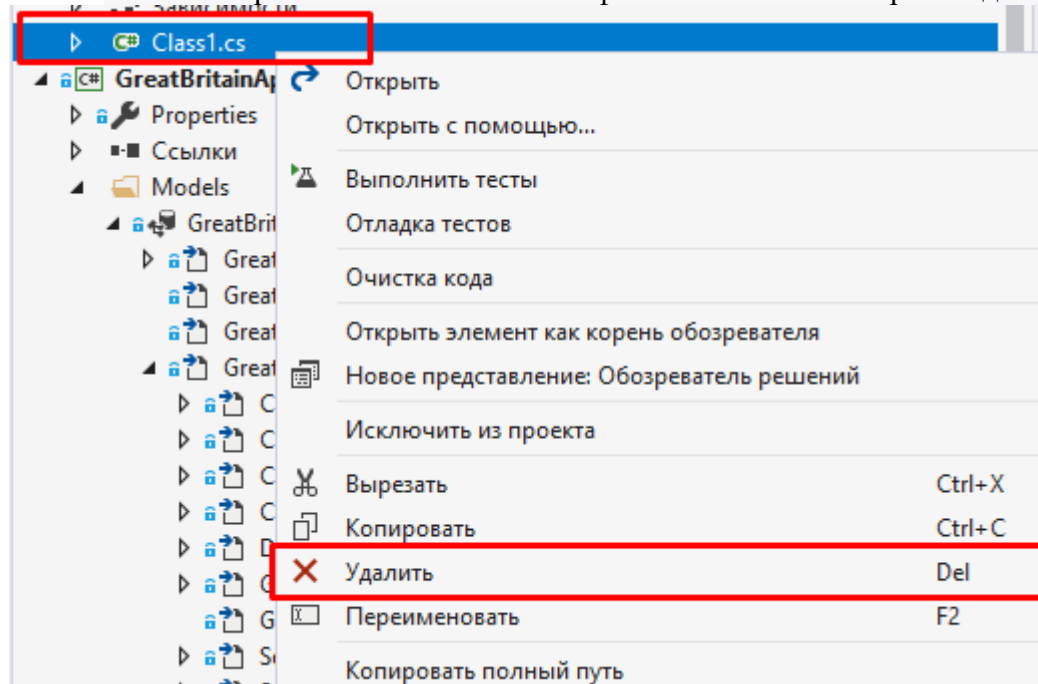 Зависимости
Class1.cs
GreatBritainAp
Открыть
Properties
Открыть с помощью...
Ссылки
Models
Выполнить тесты
GreatBrit
Отладка тестов
Great
Очистка кода
Great
Great
Открыть элемент как корень обозревателя
Great
Новое представление: Обозреватель решений
C
C
Исключить из проекта
C
Вырезать Ctrl+X
C
Копировать Ctrl+C
D
Удалить Del
G
G
Переименовать F2
Se
Копировать полный путь